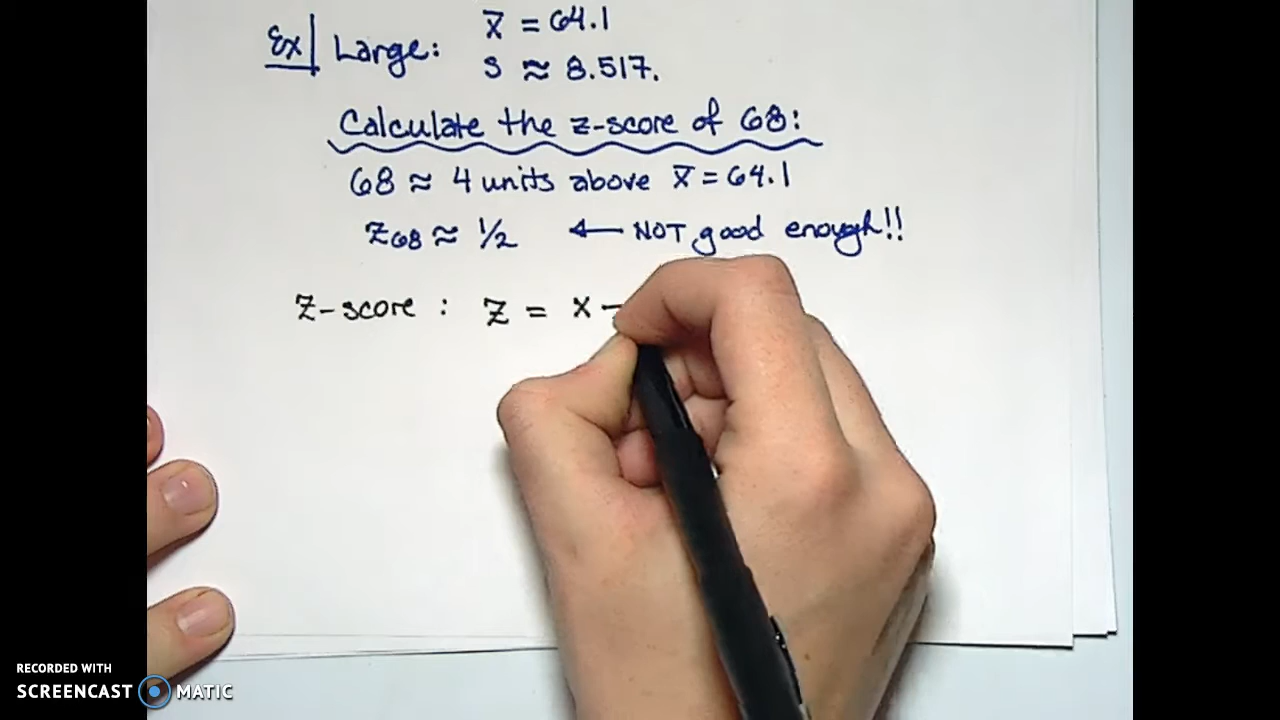 Ex| Large: x̄ = 64.1
s ≈ 8.517.
Calculate the z-score of 68:
68 ≈ 4 units above x̄ = 64.1
z68 ≈ 1/2 ← NOT good enough!!
z-score : z = x –
RECORDED WITH
SCREENCAST MATIC